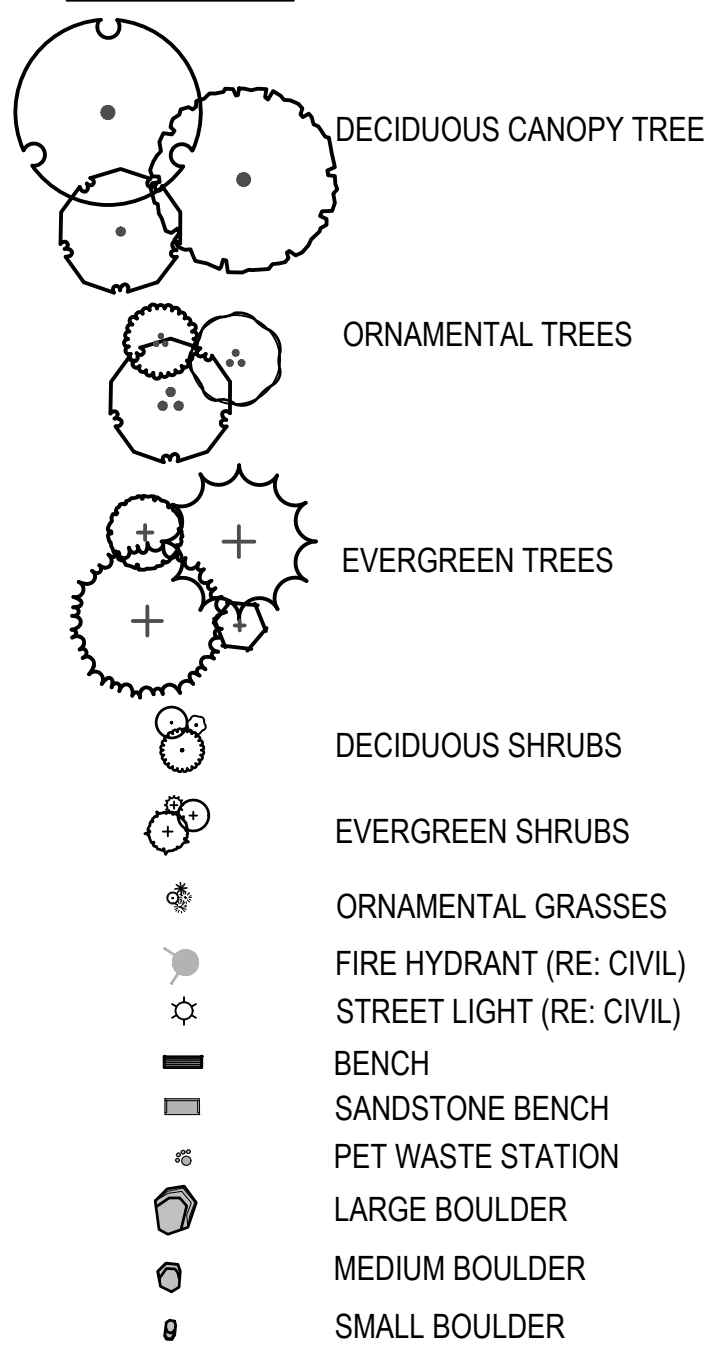 DECIDUOUS CANOPY TREE
ORNAMENTAL TREES
EVERGREEN TREES
DECIDUOUS SHRUBS
EVERGREEN SHRUBS
ORNAMENTAL GRASSES
FIRE HYDRANT (RE: CIVIL)
STREET LIGHT (RE: CIVIL)
BENCH
SANDSTONE BENCH
PET WASTE STATION
LARGE BOULDER
MEDIUM BOULDER
SMALL BOULDER